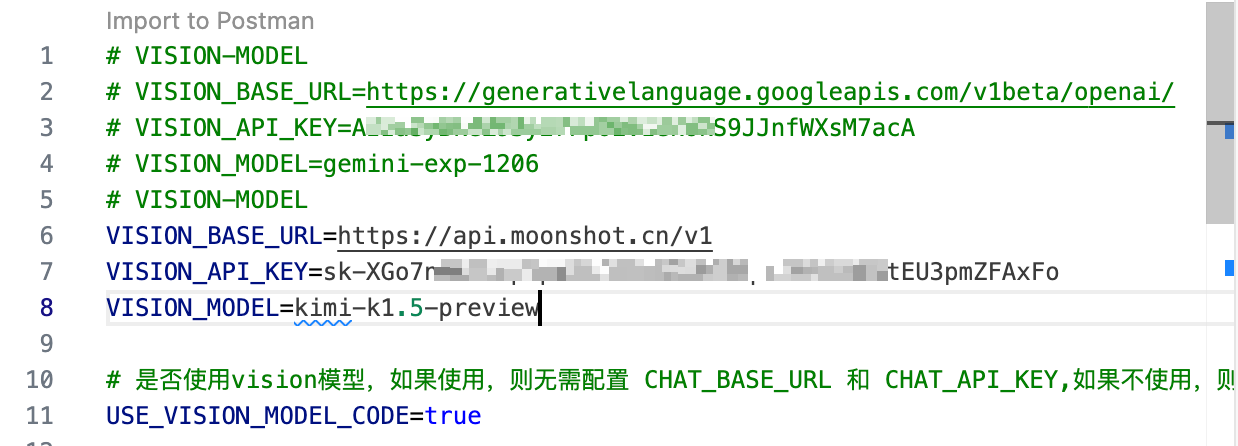 Import to Postman
1 # VISION-MODEL
2 # VISION_BASE_URL=https://generativelanguage.googleapis.com/v1beta/openai/
3 # VISION_API_KEY=A S9JJnfWXsM7acA
4 # VISION_MODEL=gemini-exp-1206
5 # VISION-MODEL
6 VISION_BASE_URL=https://api.moonshot.cn/v1
7 VISION_API_KEY=sk-XGo7 tEU3pmZFAxFo
8 VISION_MODEL=kimi-k1.5-preview
9
10 # 是否使用vision模型，如果使用，则无需配置 CHAT_BASE_URL 和 CHAT_API_KEY,如果不使用，则
11 USE_VISION_MODEL_CODE=true